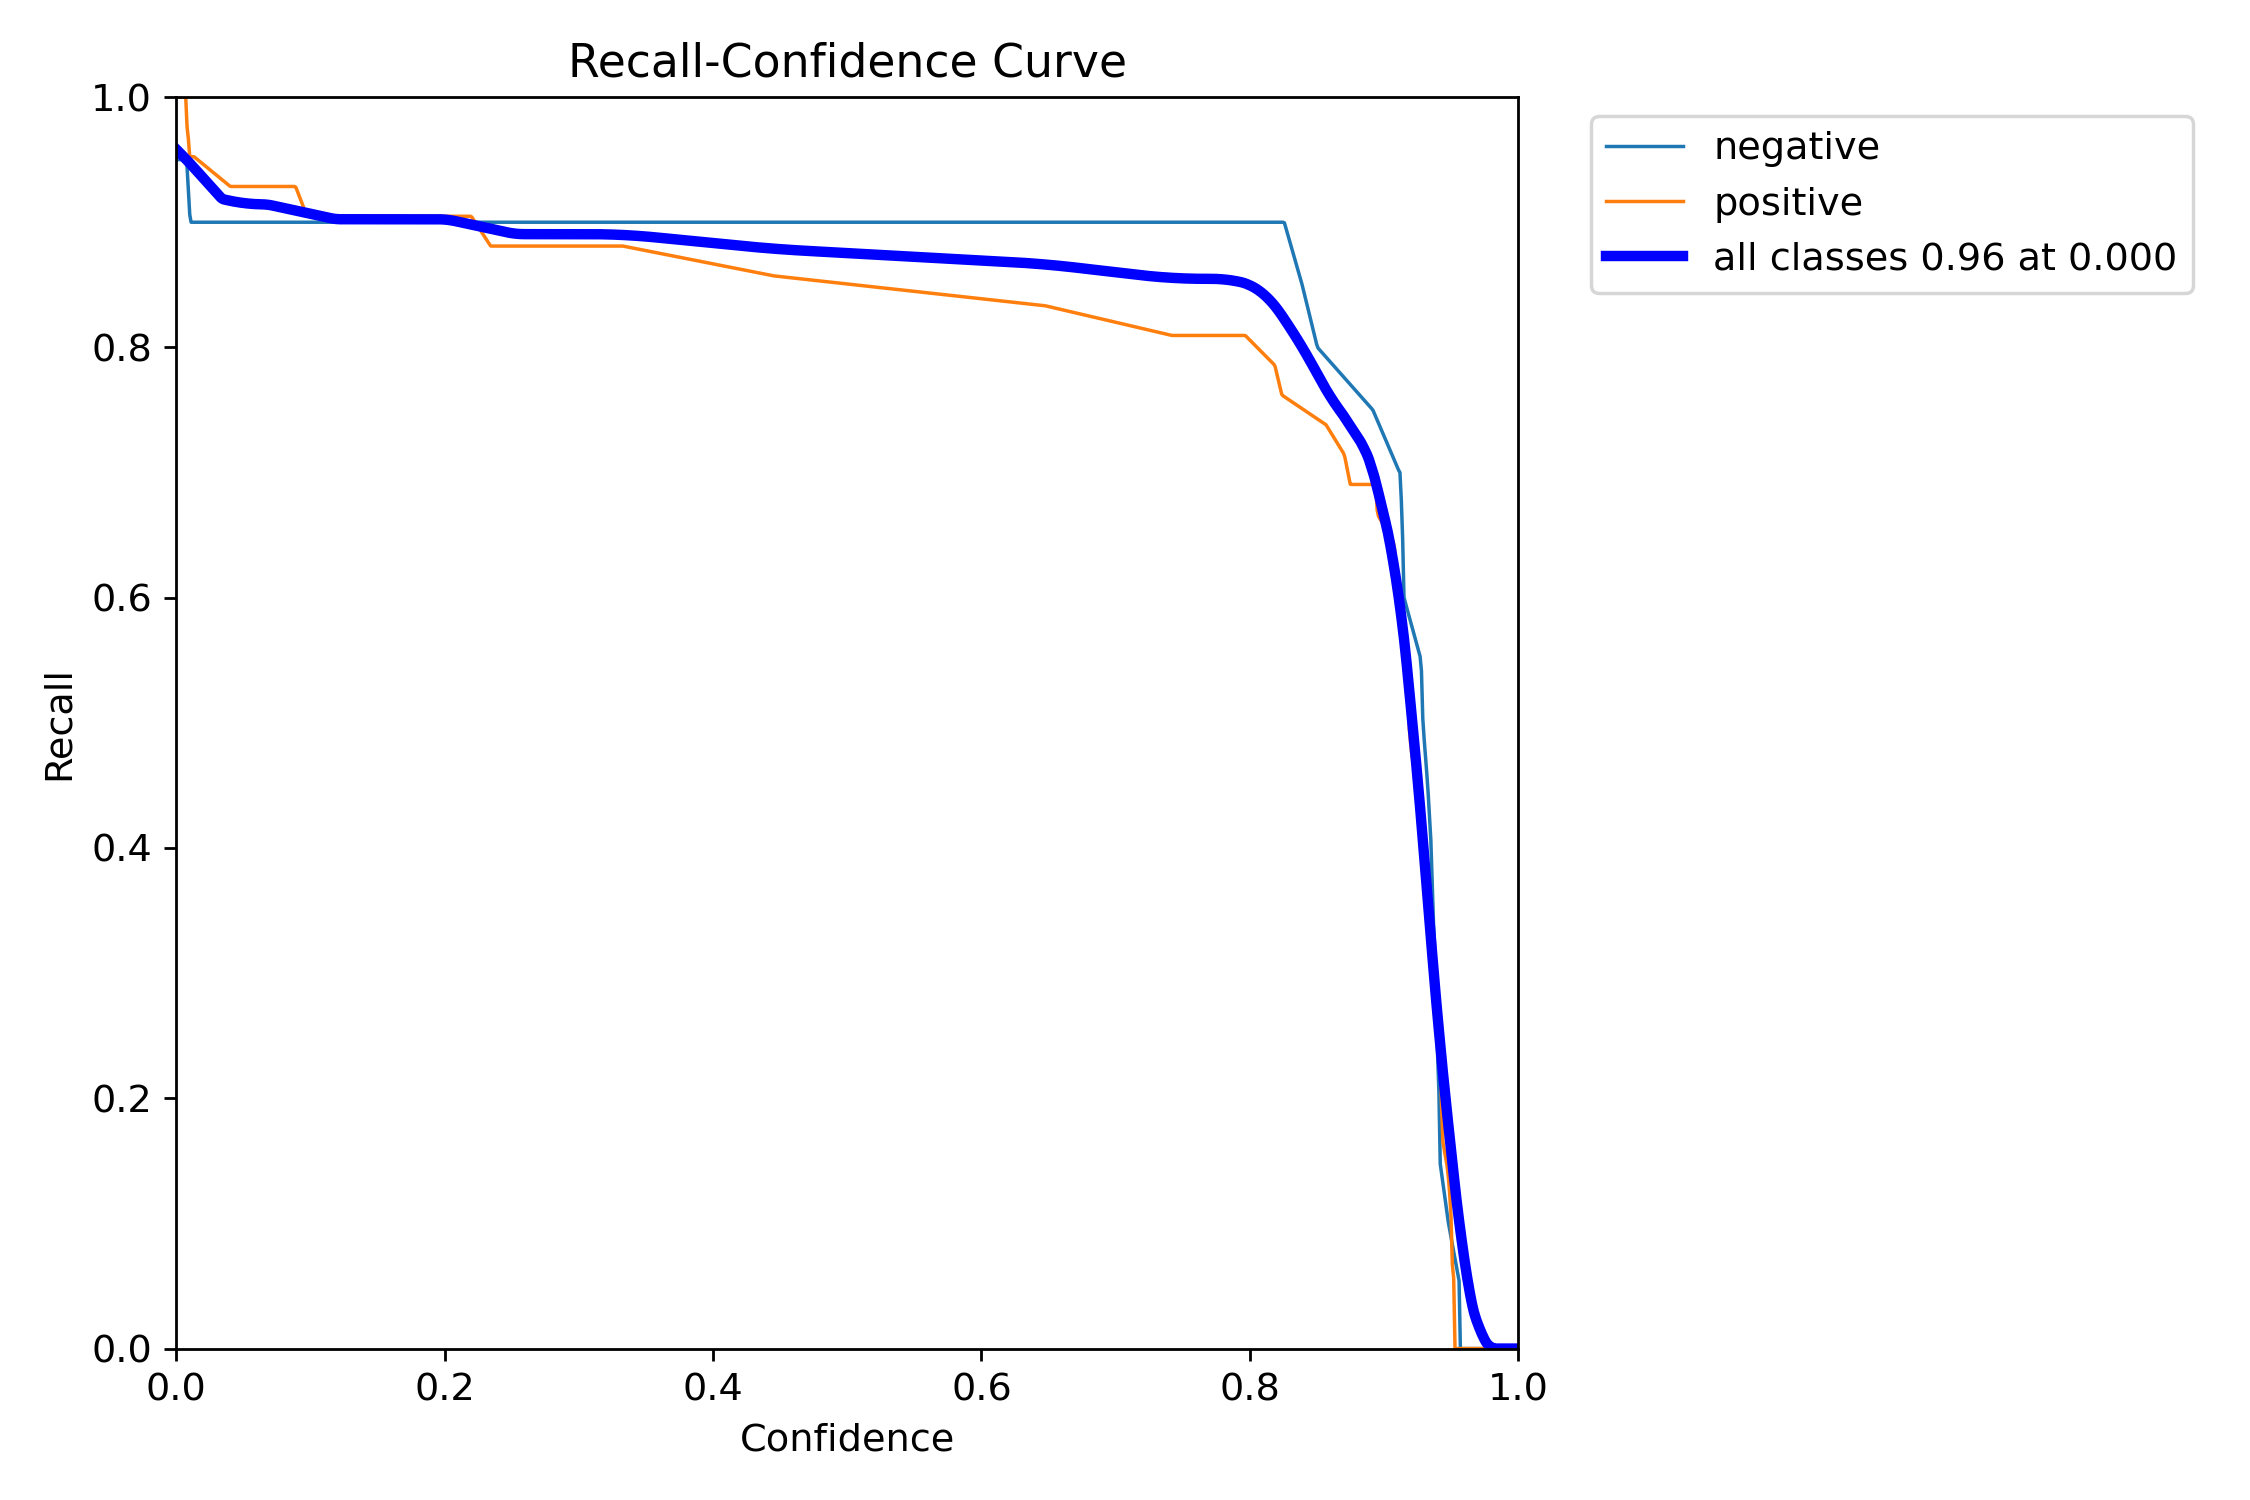 Recall-Confidence Curve
1.0
0.8
0.6
0.4
0.2
0.0
Recall
0.0 0.2 0.4 0.6 0.8 1.0
Confidence
negative
positive
all classes 0.96 at 0.000